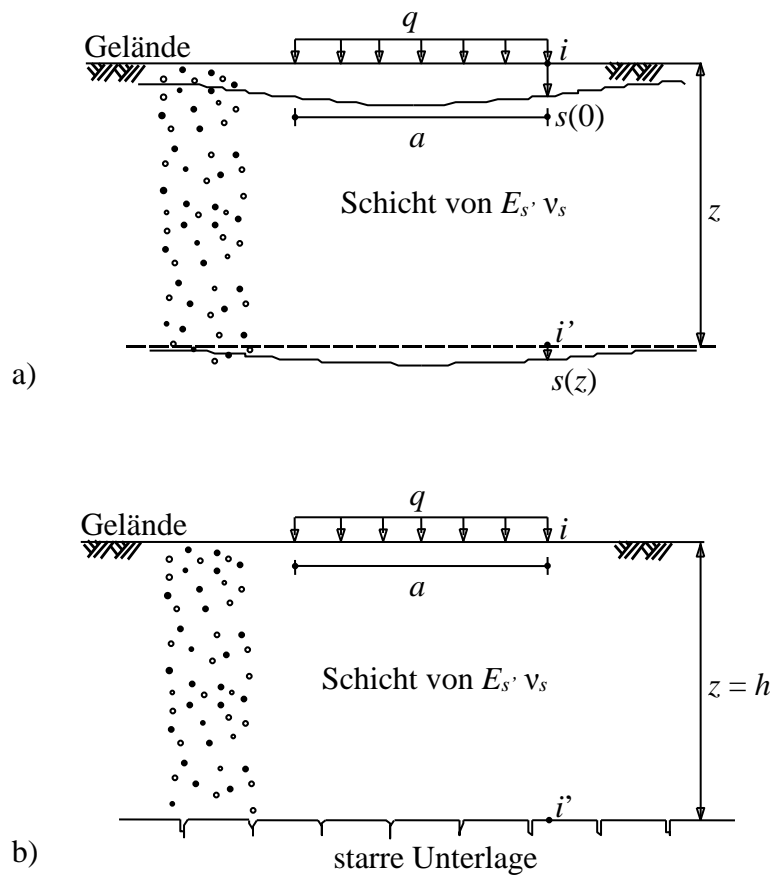 q
Gelände
i
s(0)
a
Schicht von Es, νs
z
i'
s(z)
a)
q
Gelände
i
a
Schicht von Es, νs
z = h
i'
b)
starre Unterlage